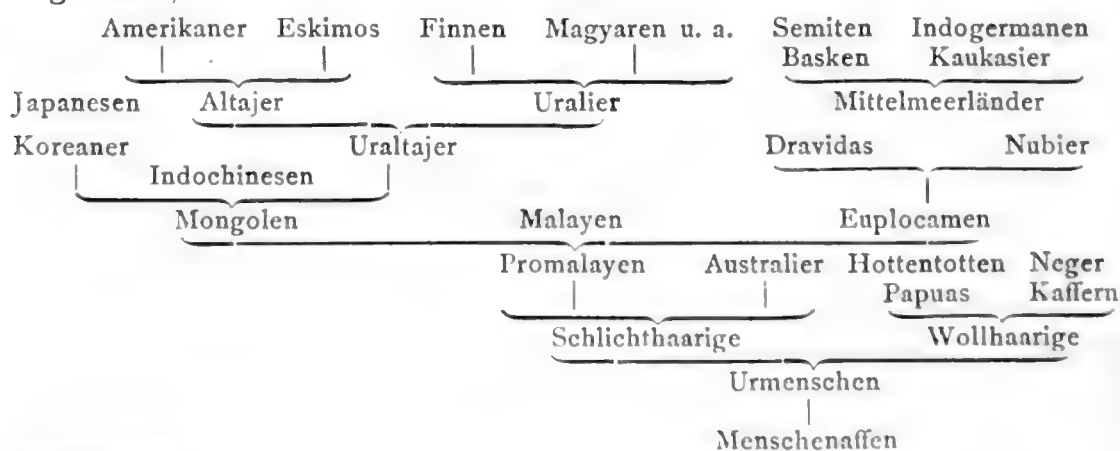 Amerikaner Eskimos Finnen Magyaren u. a. Semiten Indogermanen
Basken Kaukasier
Japanesen Altajer Uralier Mittelmeerländer
Koreaner Uraltajer Dravidas Nubier
Indochinesen
Mongolen Malayen Euplocamen
Promalayen Australier Hottentotten Neger
Papuas Kaffern
Schlichthaarige Wollhaarige
Urmenschen
Menschenaffen